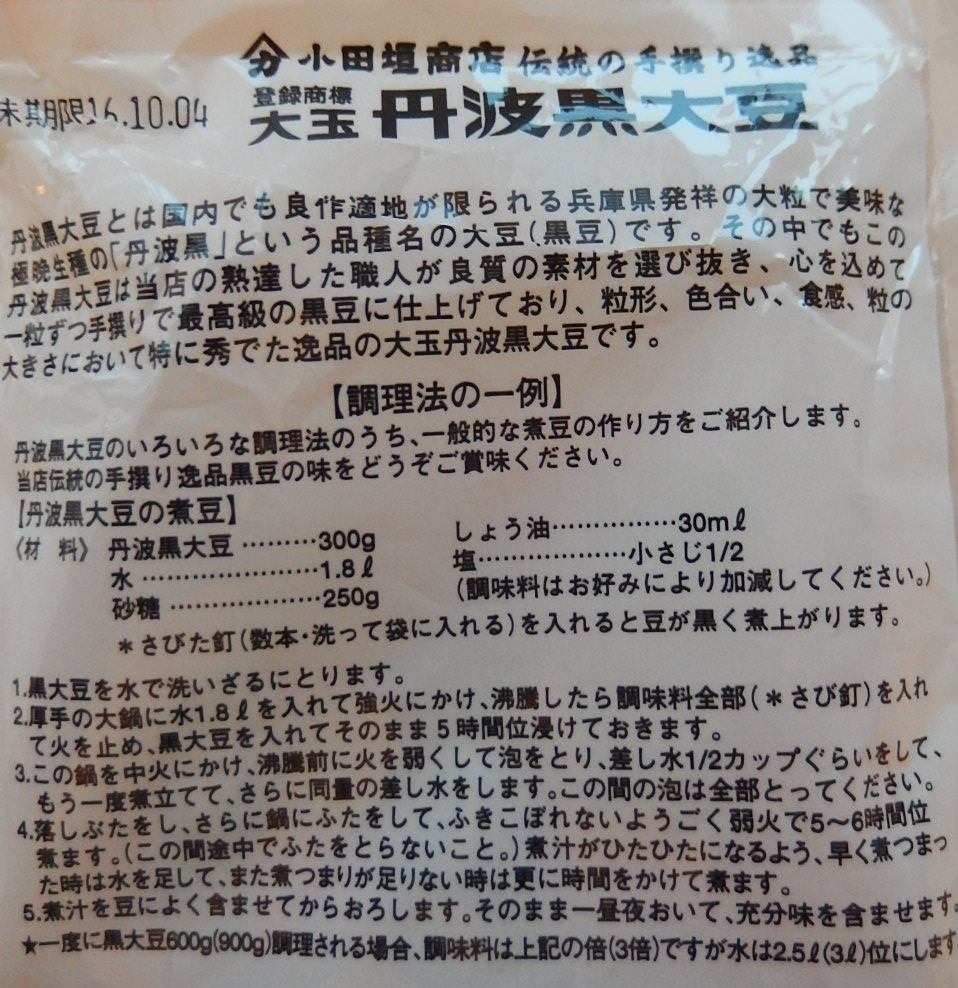 小田垣商店 伝統の手撰り逸品
登録商標
大玉 丹波黒大豆
未期限16.10.04
丹波黒大豆とは国内でも良作適地が限られる兵庫県発祥の大粒で美味な
極晩生種の「丹波黒」という品種名の大豆(黒豆)です。その中でもこの
丹波黒大豆は当店の熟達した職人が良質の素材を選び抜き、心を込めて
一粒ずつ手撰りで最高級の黒豆に仕上げており、粒形、色合い、食感、粒の
大きさにおいて特に秀でた逸品の大玉丹波黒大豆です。
【調理法の一例】
丹波黒大豆のいろいろな調理法のうち、一般的な煮豆の作り方をご紹介します。
当店伝統の手撰り逸品黒豆の味をどうぞご賞味ください。
【丹波黒大豆の煮豆】
〈材 料〉 丹波黒大豆 ………300g
水 …………………1.8ℓ
砂糖 ………………250g
しょう油……………30mℓ
塩………………小さじ1/2
(調味料はお好みにより加減してください。)
＊さびた釘(数本・洗って袋に入れる)を入れると豆が黒く煮上がります。
1.黒大豆を水で洗いざるにとります。
2.厚手の大鍋に水1.8ℓを入れて強火にかけ、沸騰したら調味料全部(＊さび釘)を入れ
て火を止め、黒大豆を入れてそのまま5時間位浸けておきます。
3.この鍋を中火にかけ、沸騰前に火を弱くして泡をとり、差し水1/2カップぐらいをして、
もう一度煮立てて、さらに同量の差し水をします。この間の泡は全部とってください。
4.落しぶたをし、さらに鍋にふたをして、ふきこぼれないようごく弱火で5～6時間位
煮ます。(この間途中でふたをとらないこと。)煮汁がひたひたになるよう、早く煮つまっ
た時は水を足して、また煮つまりが足りない時は更に時間をかけて煮ます。
5.煮汁を豆によく含ませてからおろします。そのまま一昼夜おいて、充分味を含ませます。
★一度に黒大豆600g(900g)調理される場合、調味料は上記の倍(3倍)ですが水は2.5ℓ(3ℓ)位にします